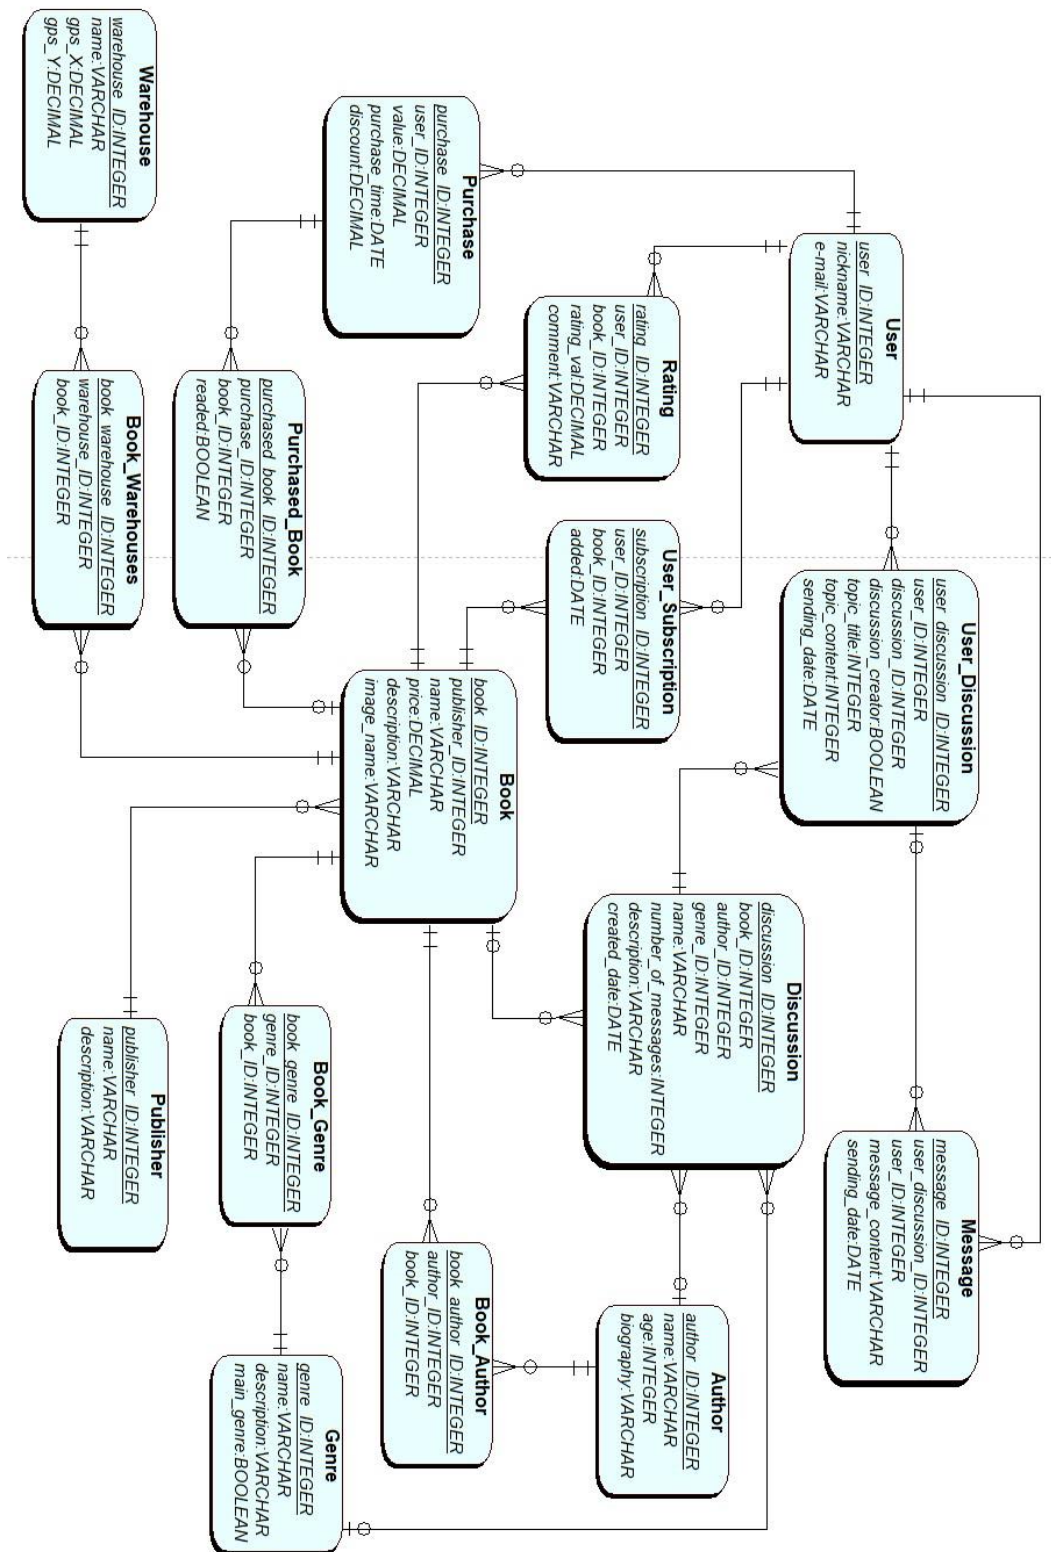 User
user_ID:INTEGER
nickname:VARCHAR
e-mail:VARCHAR
User_Discussion
user_discussion_ID:INTEGER
user_ID:INTEGER
discussion_ID:INTEGER
discussion_creator:BOOLEAN
topic_title:INTEGER
topic_content:INTEGER
sending_date:DATE
Message
message_ID:INTEGER
user_discussion_ID:INTEGER
user_ID:INTEGER
message_content:VARCHAR
sending_date:DATE
Rating
rating_ID:INTEGER
user_ID:INTEGER
book_ID:INTEGER
rating_val:DECIMAL
comment:VARCHAR
User_Subscription
subscription_ID:INTEGER
user_ID:INTEGER
book_ID:INTEGER
added:DATE
Discussion
discussion_ID:INTEGER
book_ID:INTEGER
author_ID:INTEGER
genre_ID:INTEGER
name:VARCHAR
number_of_messages:INTEGER
description:VARCHAR
created_date:DATE
Author
author_ID:INTEGER
name:VARCHAR
age:INTEGER
biography:VARCHAR
Purchase
purchase_ID:INTEGER
user_ID:INTEGER
value:DECIMAL
purchase_time:DATE
discount:DECIMAL
Book
book_ID:INTEGER
publisher_ID:INTEGER
name:VARCHAR
price:DECIMAL
description:VARCHAR
image_name:VARCHAR
Book_Author
book_author_ID:INTEGER
author_ID:INTEGER
book_ID:INTEGER
Purchased_Book
purchased_book_ID:INTEGER
purchase_ID:INTEGER
book_ID:INTEGER
readed:BOOLEAN
Book_Genre
book_genre_ID:INTEGER
genre_ID:INTEGER
book_ID:INTEGER
Genre
genre_ID:INTEGER
name:VARCHAR
description:VARCHAR
main_genre:BOOLEAN
Warehouse
warehouse_ID:INTEGER
name:VARCHAR
gps_X:DECIMAL
gps_Y:DECIMAL
Book_Warehouses
book_warehouse_ID:INTEGER
warehouse_ID:INTEGER
book_ID:INTEGER
Publisher
publisher_ID:INTEGER
name:VARCHAR
description:VARCHAR